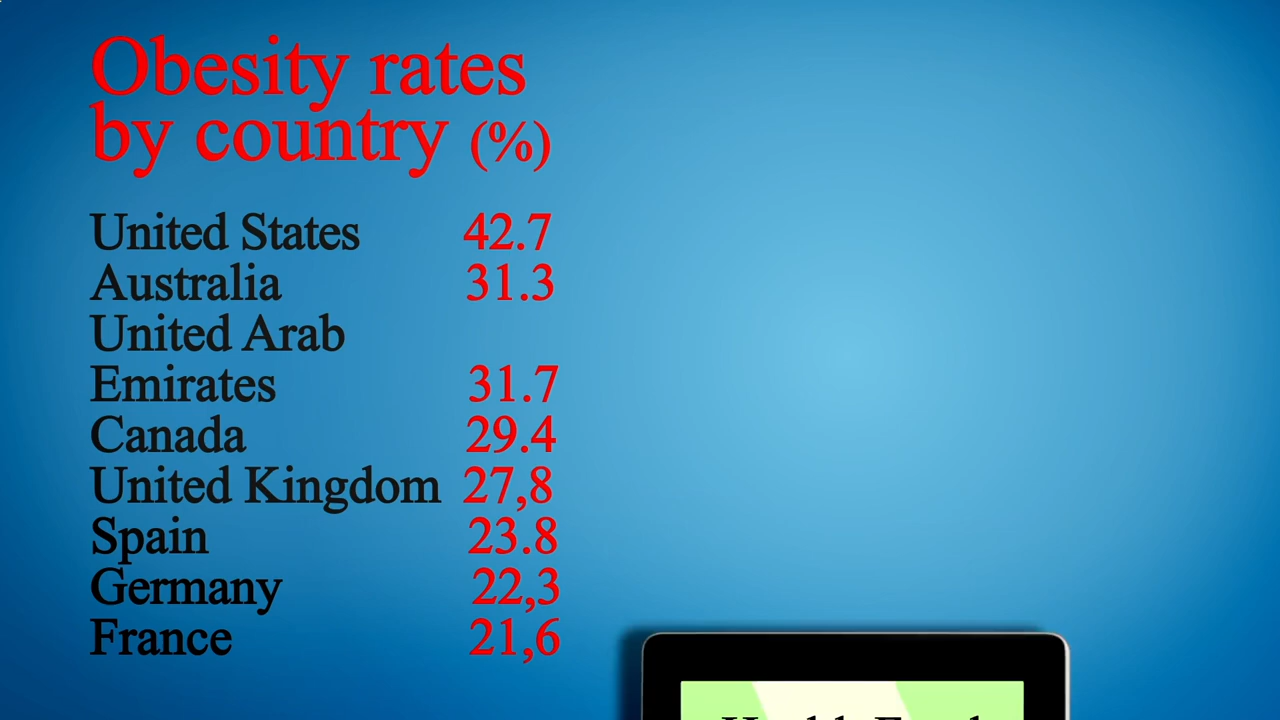 Obesity rates
by country (%)
United States 42.7
Australia 31.3
United Arab
Emirates 31.7
Canada 29.4
United Kingdom 27,8
Spain 23.8
Germany 22,3
France 21,6